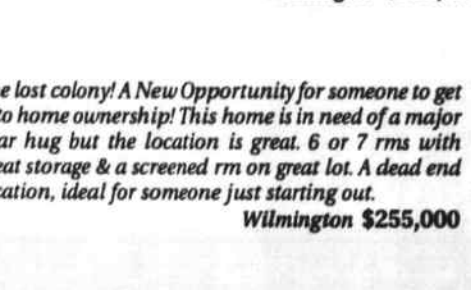 e lost colony! A New Opportunity for someone to get
to home ownership! This home is in need of a major
ar hug but the location is great. 6 or 7 rms with
eat storage & a screened rm on great lot. A dead end
cation, ideal for someone just starting out.
Wilmington $255,000